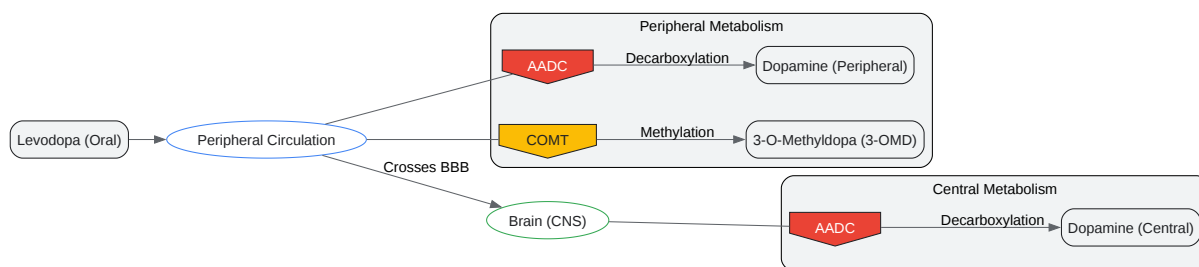 Peripheral Metabolism
AADC
Decarboxylation
Dopamine (Peripheral)
Levodopa (Oral)
Peripheral Circulation
COMT
Methylation
3-O-Methyldopa (3-OMD)
Crosses BBB
Central Metabolism
Brain (CNS)
AADC
Decarboxylation
Dopamine (Central)